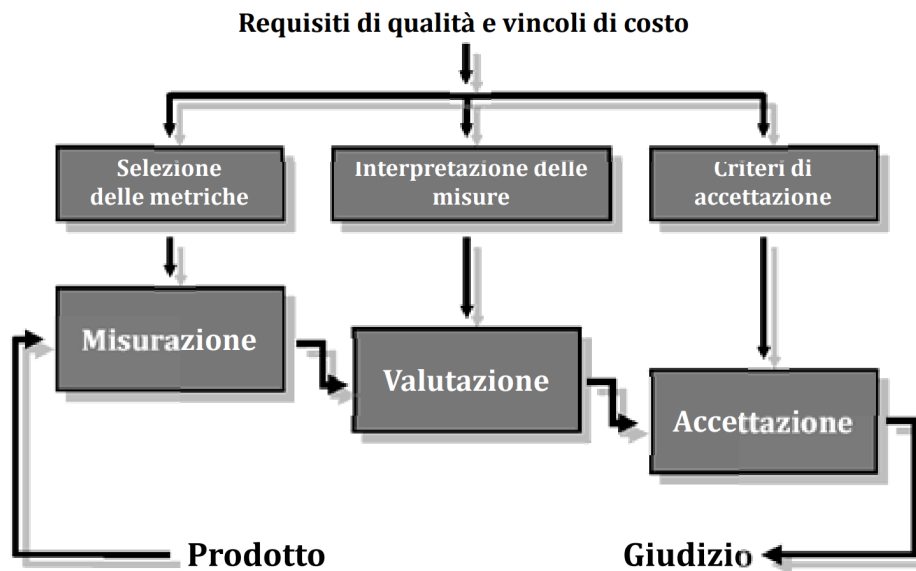 Requisiti di qualità e vincoli di costo
Selezione
delle metriche
Interpretazione delle
misure
Criteri di
accettazione
Misurazione
Valutazione
Accettazione
Prodotto
Giudizio